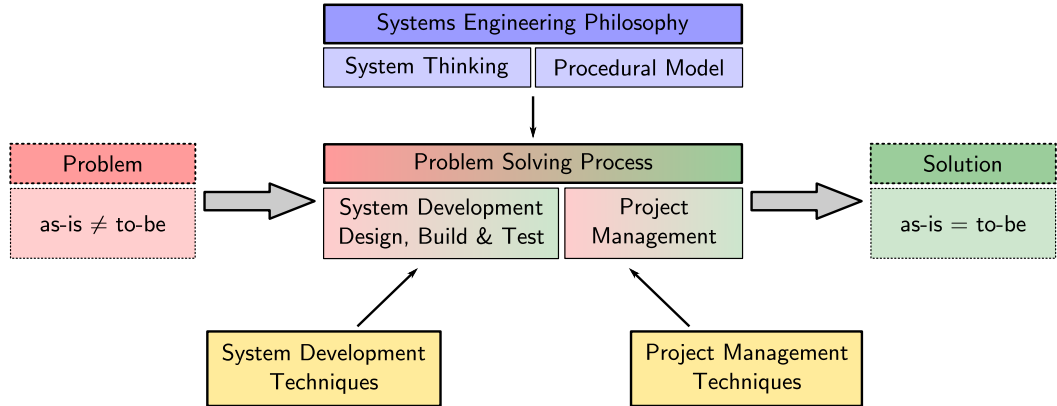 Systems Engineering Philosophy
System Thinking
Procedural Model
Problem
as-is ≠ to-be
Problem Solving Process
System Development
Design, Build & Test
Project
Management
Solution
as-is = to-be
System Development
Techniques
Project Management
Techniques